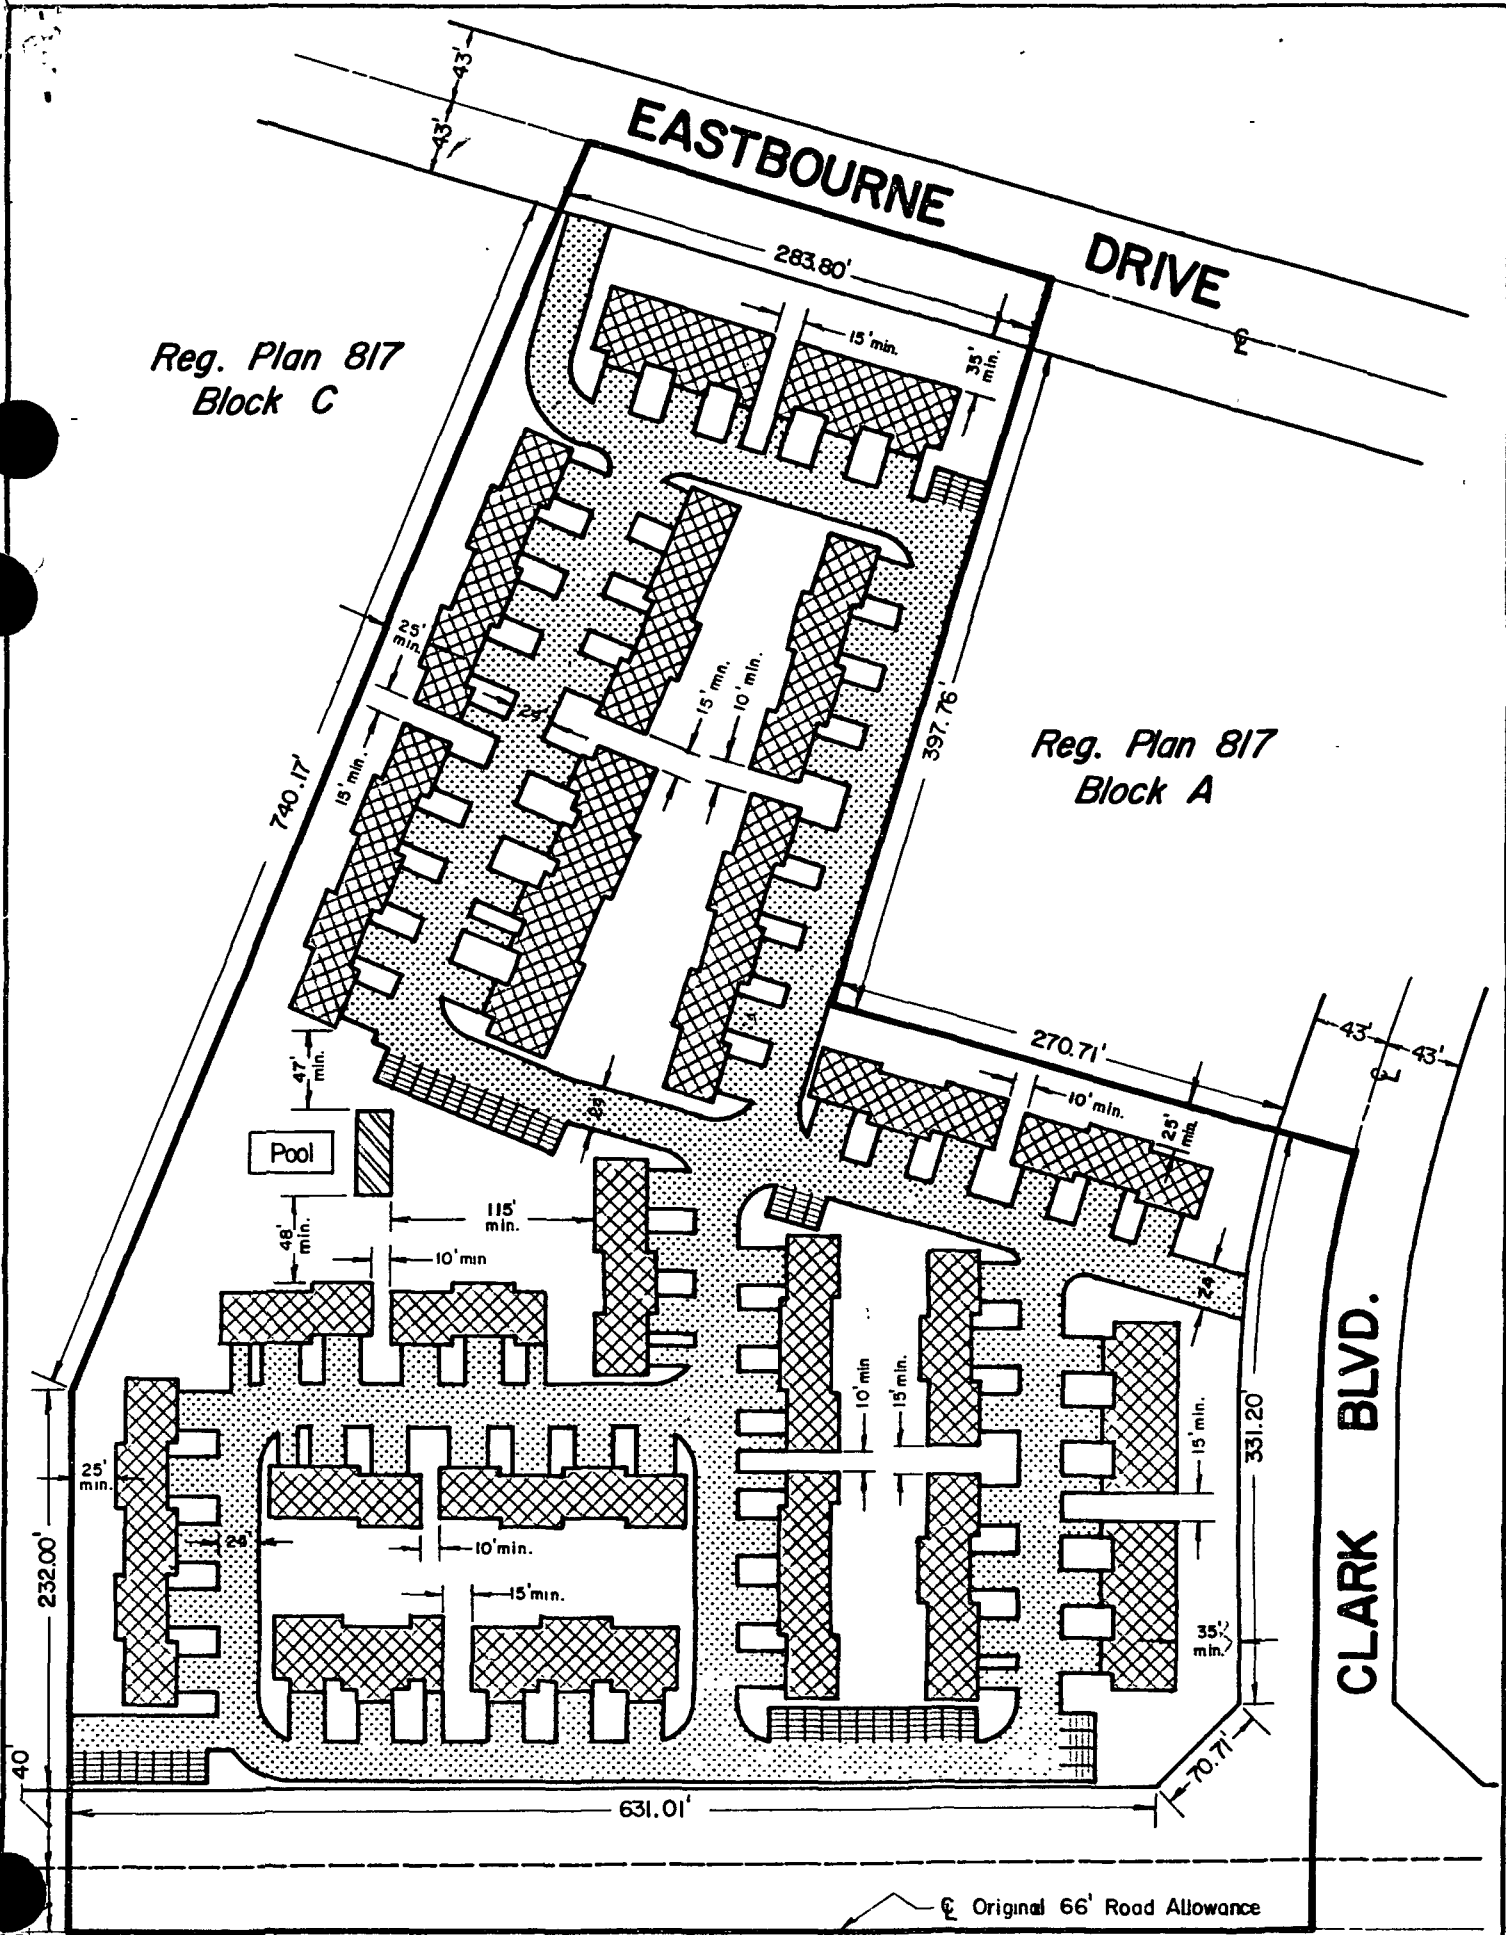 43'
43'
EASTBOURNE DRIVE
℄
283.80'
15' min.
35' min.
Reg. Plan 817
Block C
25' min.
24'
15' min.
10' min.
397.76'
740.17'
15' min.
Reg. Plan 817
Block A
270.71'
43'
43'
℄
10' min.
25' min.
47' min.
24'
Pool
115' min.
48' min.
10' min
24'
10' min
15' min.
15' min.
331.20'
CLARK BLVD.
25' min.
24'
10' min.
232.00'
15' min.
35' min.
40'
70.71'
631.01'
℄ Original 66' Road Allowance